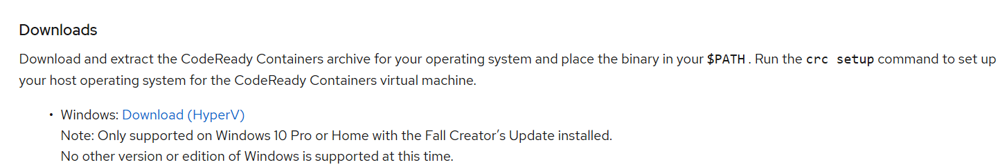 Downloads
Download and extract the CodeReady Containers archive for your operating system and place the binary in your $PATH . Run the crc setup command to set up
your host operating system for the CodeReady Containers virtual machine.
• Windows: Download (HyperV)
Note: Only supported on Windows 10 Pro or Home with the Fall Creator’s Update installed.
No other version or edition of Windows is supported at this time.